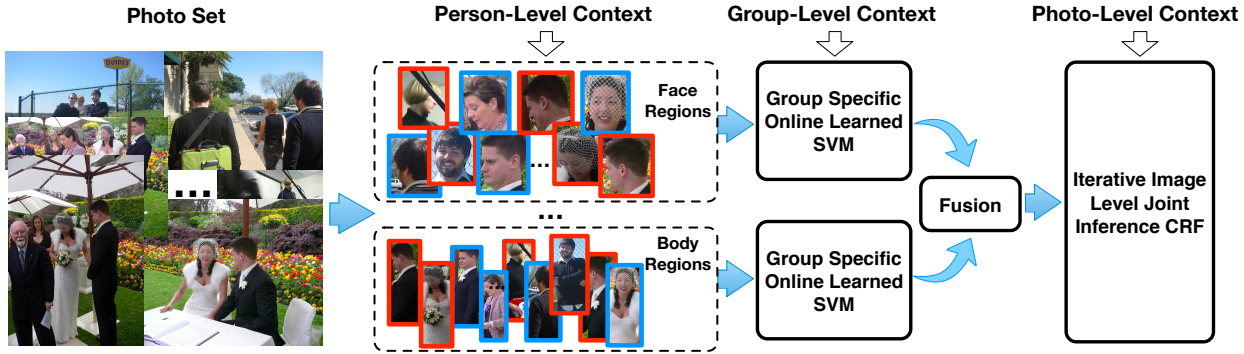 Photo Set
Person-Level Context
Group-Level Context
Photo-Level Context
Denny's
Face
Regions
Group Specific
Online Learned
SVM
...
...
...
Fusion
Iterative Image
Level Joint
Inference CRF
Body
Regions
...
Group Specific
Online Learned
SVM